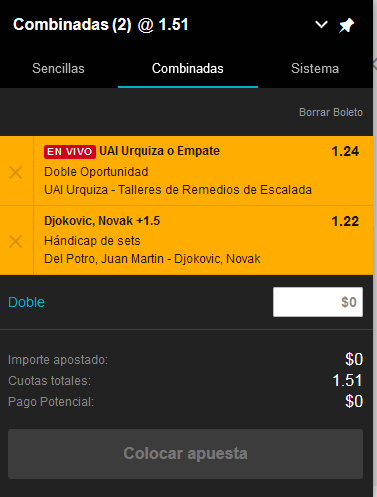 Combinadas (2) @ 1.51
Sencillas Combinadas Sistema
Borrar Boleto
EN VIVO UAI Urquiza o Empate 1.24
Doble Oportunidad
UAI Urquiza - Talleres de Remedios de Escalada
Djokovic, Novak +1.5 1.22
Hándicap de sets
Del Potro, Juan Martin - Djokovic, Novak
Doble $0
Importe apostado: $0
Cuotas totales: 1.51
Pago Potencial: $0
Colocar apuesta